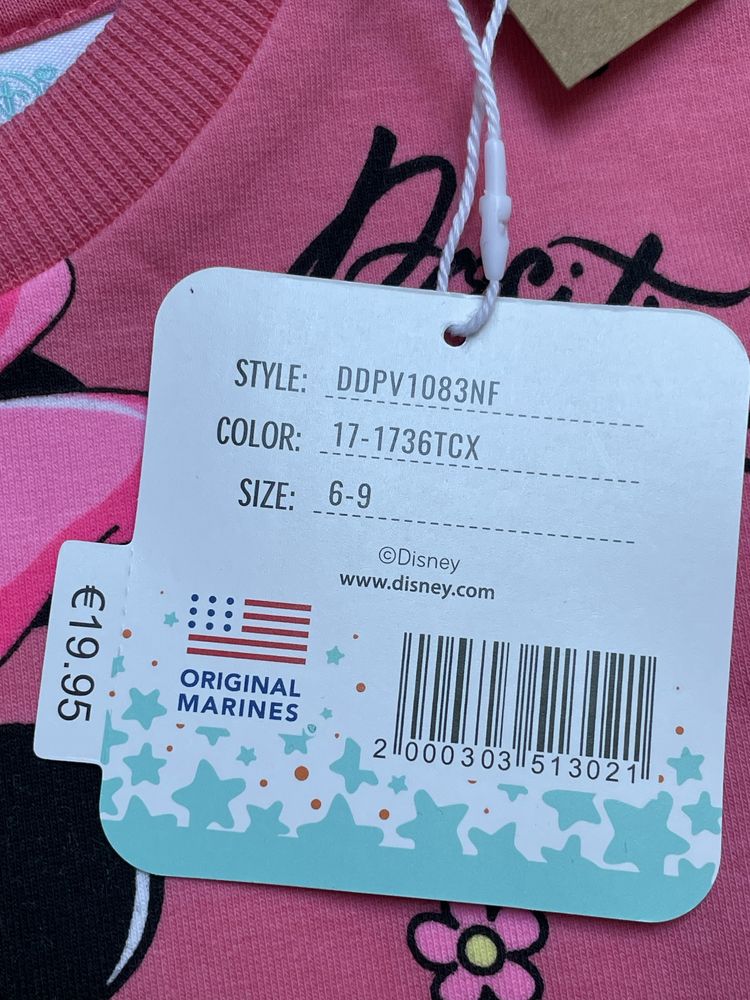 STYLE: DDPV1083NF
COLOR: 17-1736TCX
SIZE: 6-9
©Disney
www.disney.com
€19.95
ORIGINAL
MARINES
2 000303 513021